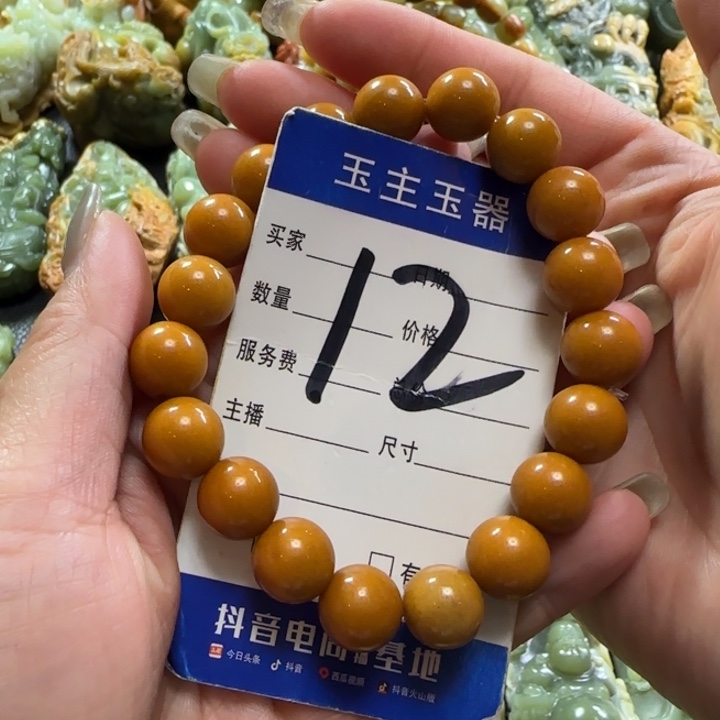 玉主玉器
买家 日期
12
数量 价格
服务费
主播 尺寸
有
抖音电商直播基地
今日头条 抖音 西瓜视频 抖音火山版